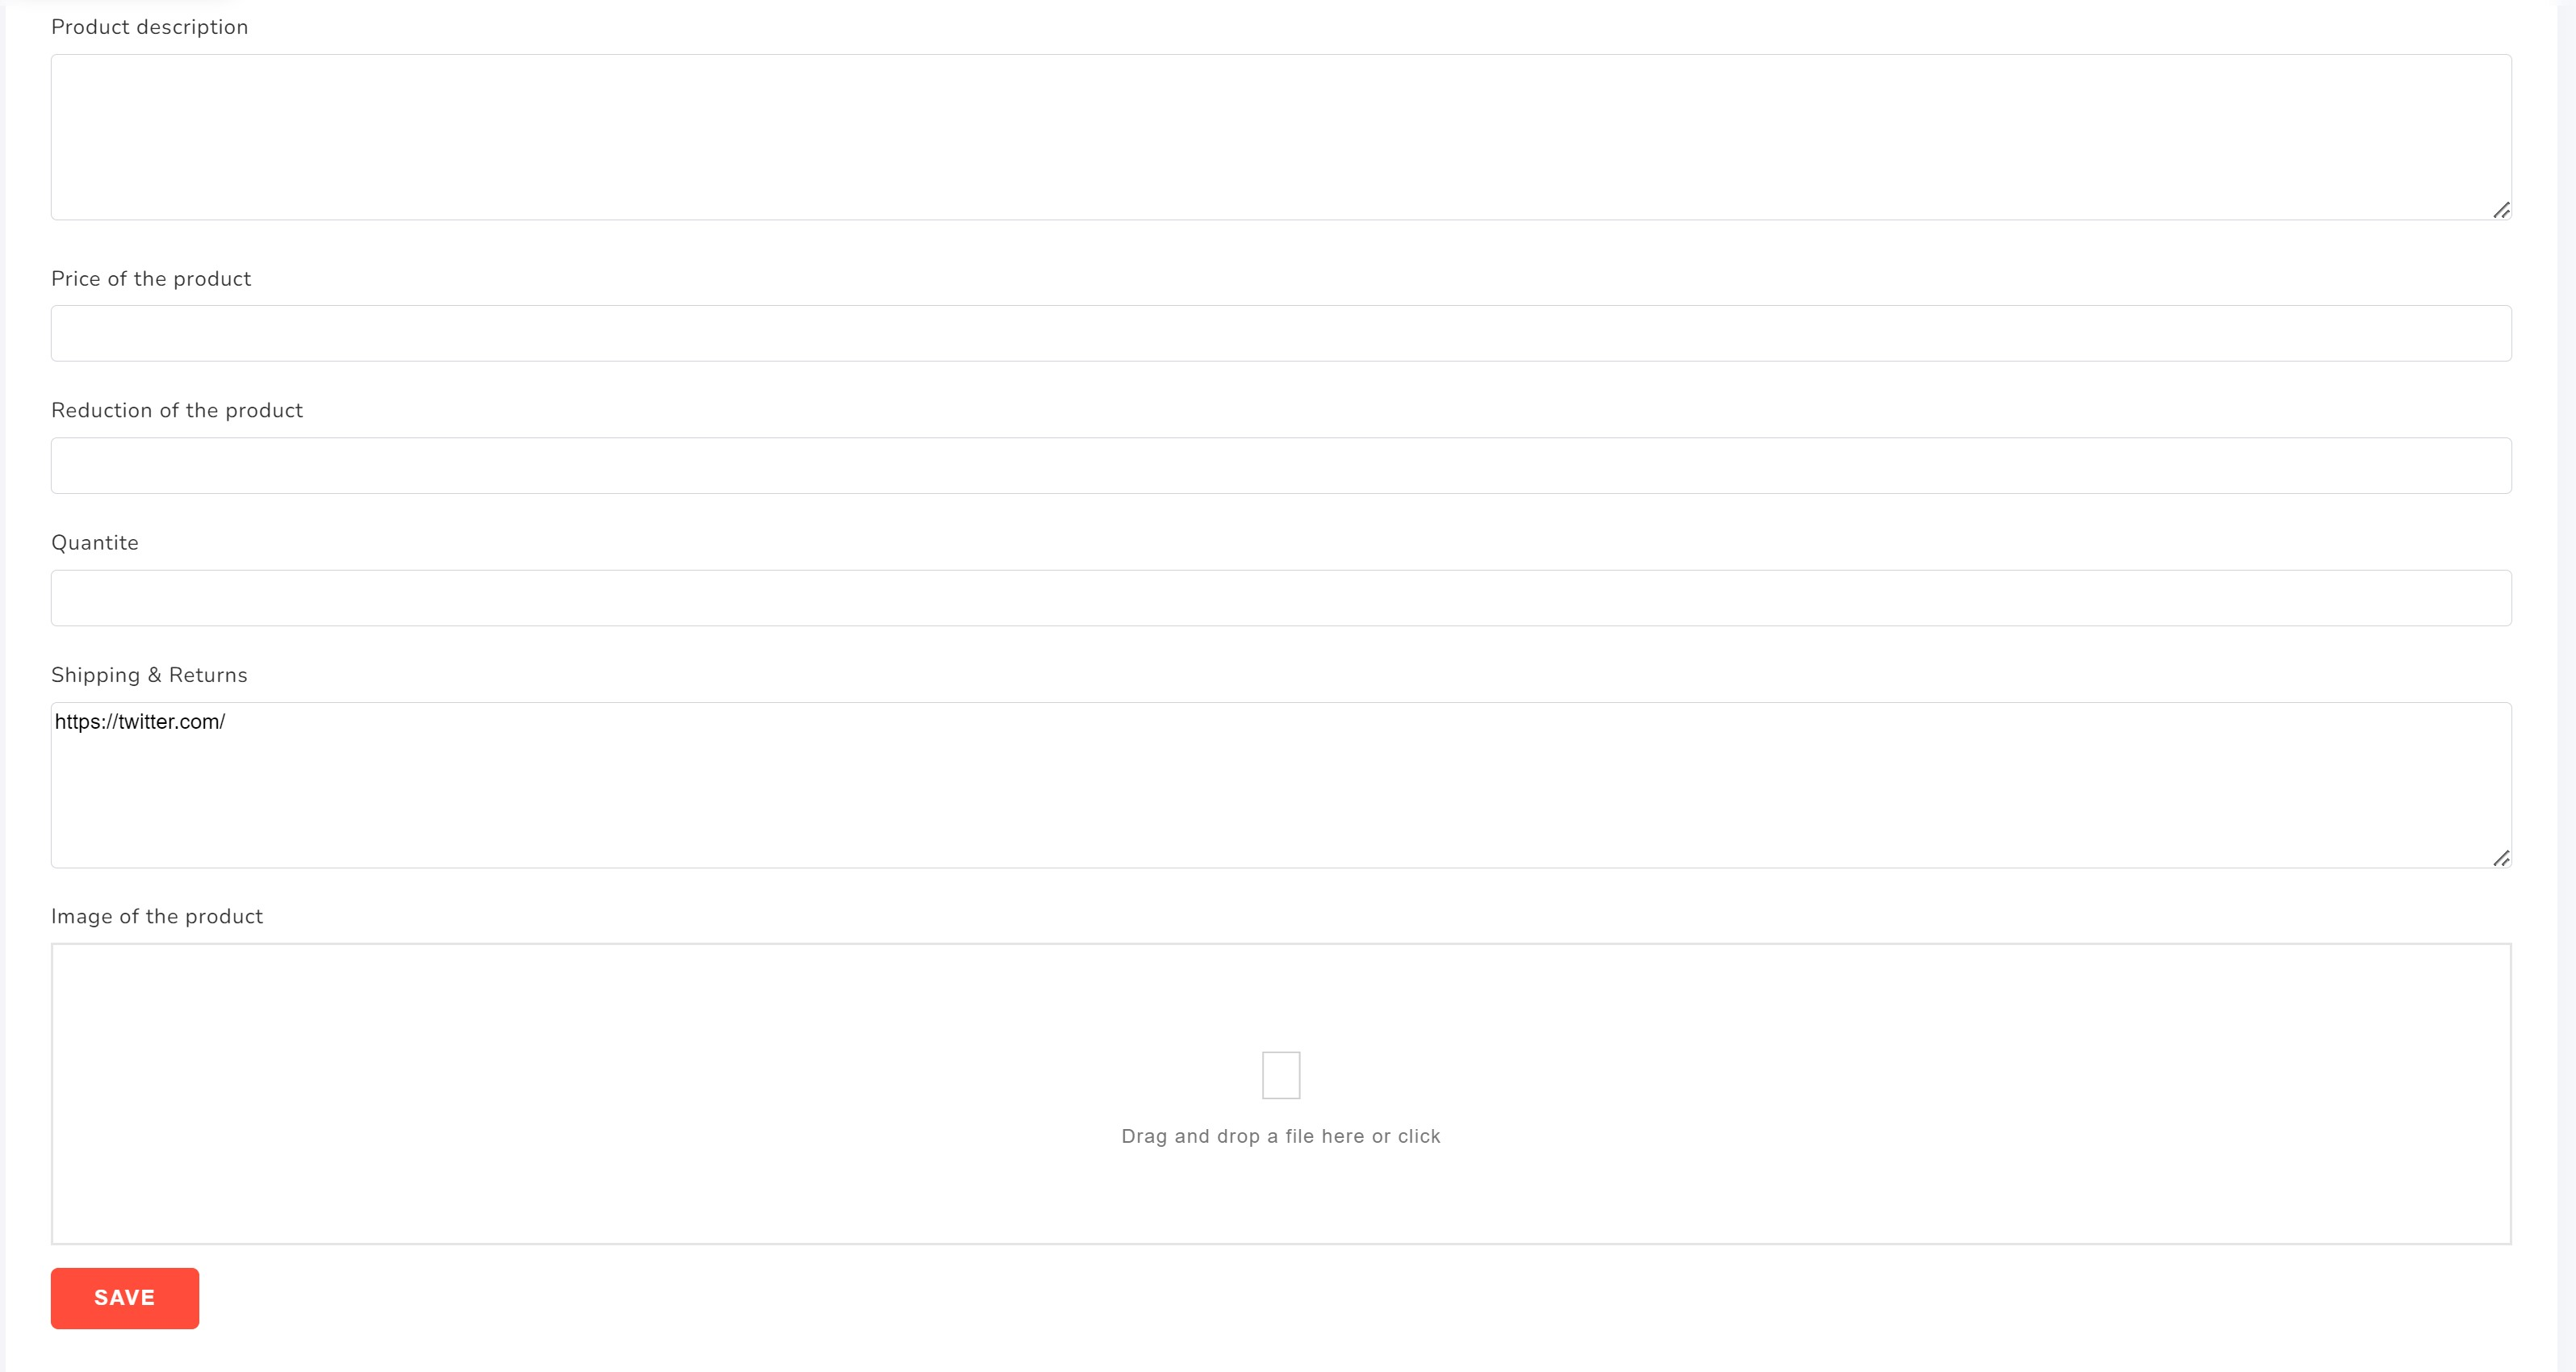 Product description
Price of the product
Reduction of the product
Quantite
Shipping & Returns
https://twitter.com/
Image of the product
Drag and drop a file here or click
SAVE